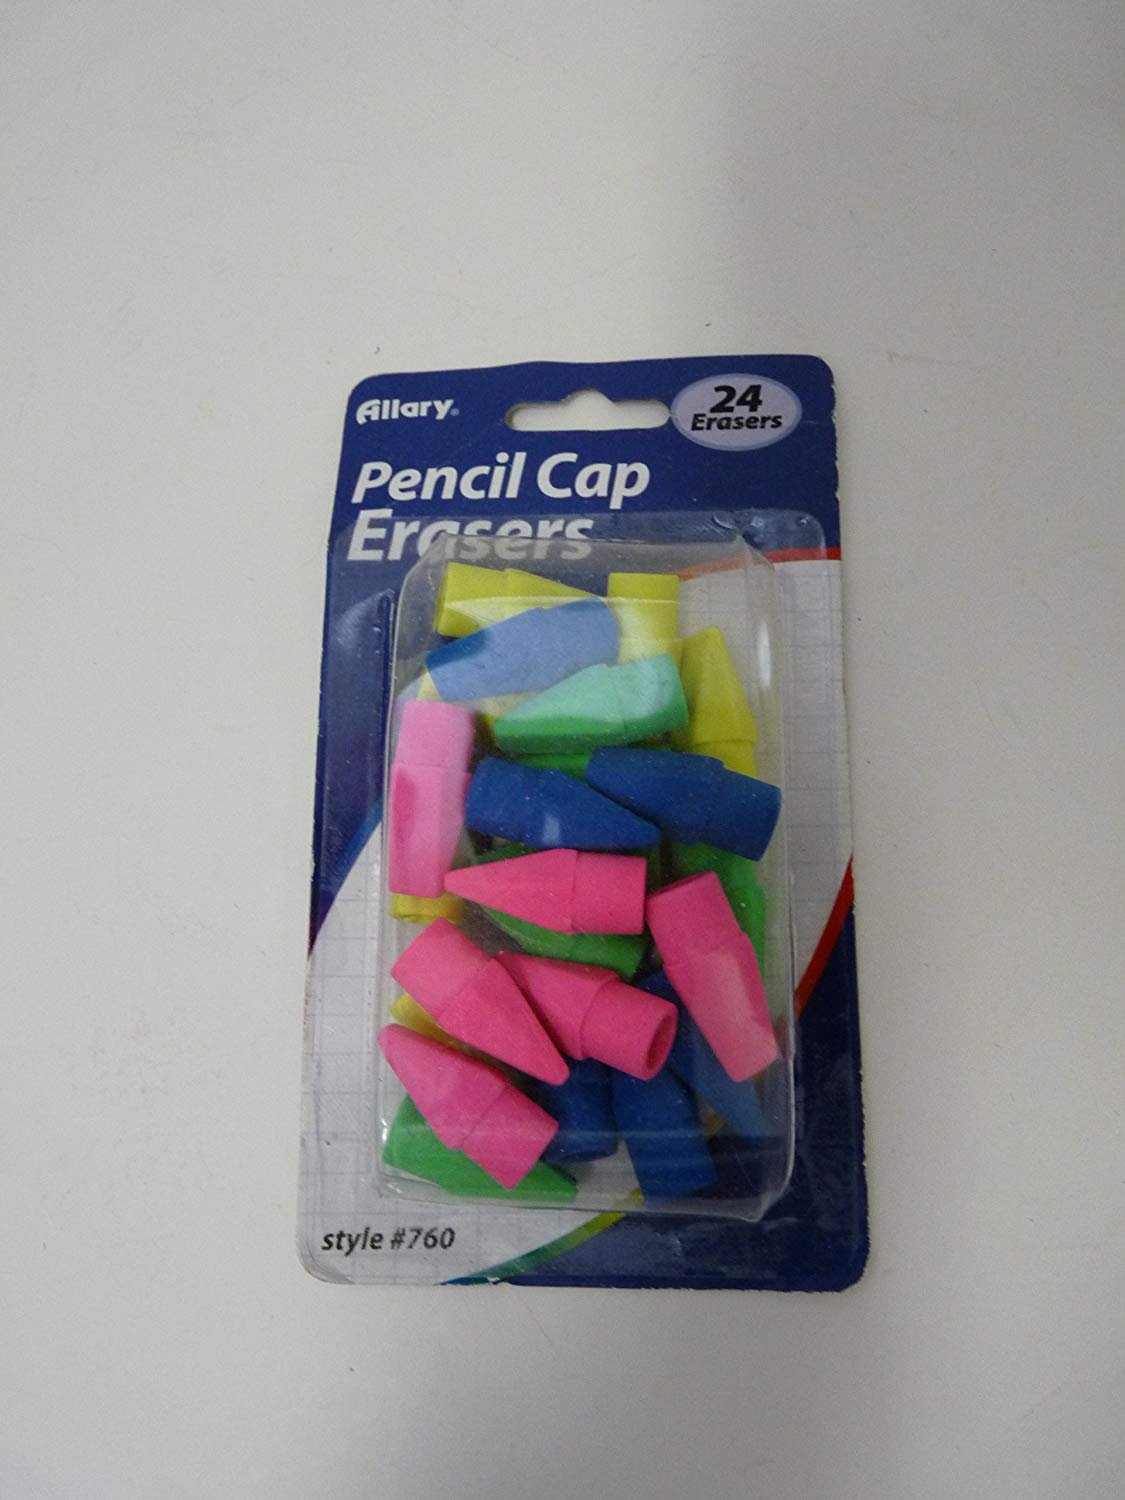 Allary®
24
Erasers
Pencil Cap
Erasers
style #760